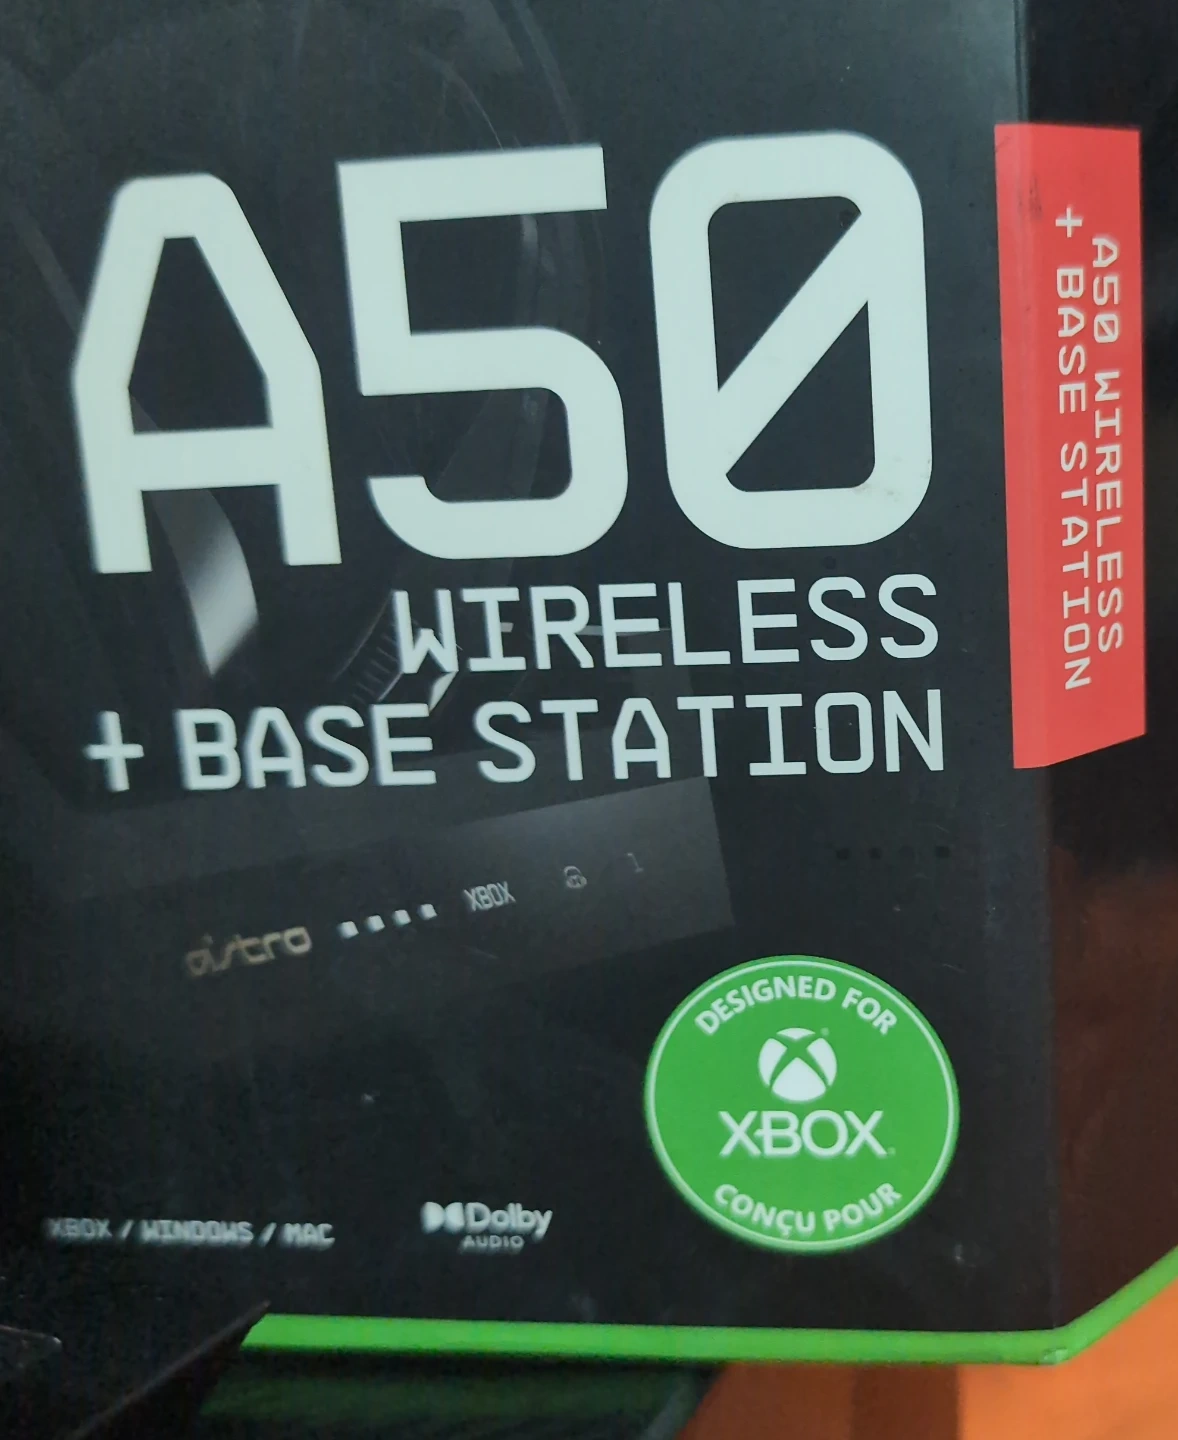 A50
WIRELESS
+ BASE STATION
A50 WIRELESS
+ BASE STATION
astro
XBOX
1
DESIGNED FOR
XBOX
CONÇU POUR
XBOX / WINDOWS / MAC
Dolby
AUDIO